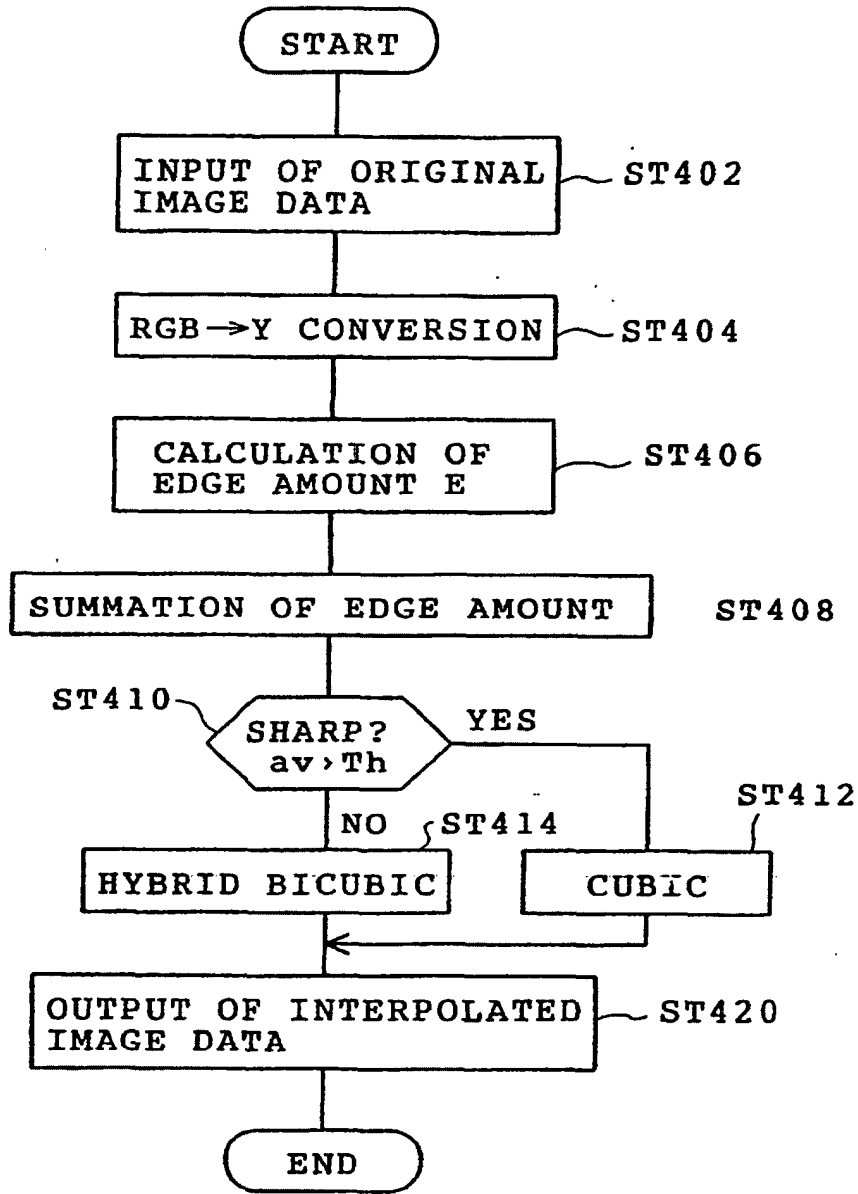 START
INPUT OF ORIGINAL
IMAGE DATA
ST402
RGB→Y CONVERSION
ST404
CALCULATION OF
EDGE AMOUNT E
ST406
SUMMATION OF EDGE AMOUNT
ST408
ST410
SHARP?
av>Th
YES
NO
ST414
ST412
HYBRID BICUBIC
CUBIC
OUTPUT OF INTERPOLATED
IMAGE DATA
ST420
END